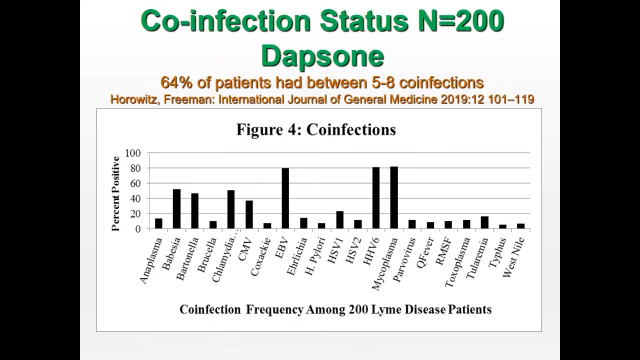 Co-infection Status N=200
Dapsone
64% of patients had between 5-8 coinfections
Horowitz, Freeman: International Journal of General Medicine 2019:12 101–119
Figure 4: Coinfections
Percent Positive
100
80
60
40
20
0
Anaplasma
Babesia
Bartonella
Brucella
Chlamydia…
CMV
Coxackie
EBV
Ehrlichia
H. Pylori
HSV1
HSV2
HHV6
Mycoplasma
Parvovirus
QFever
RMSF
Toxoplasma
Tularemia
Typhus
West Nile
Coinfection Frequency Among 200 Lyme Disease Patients